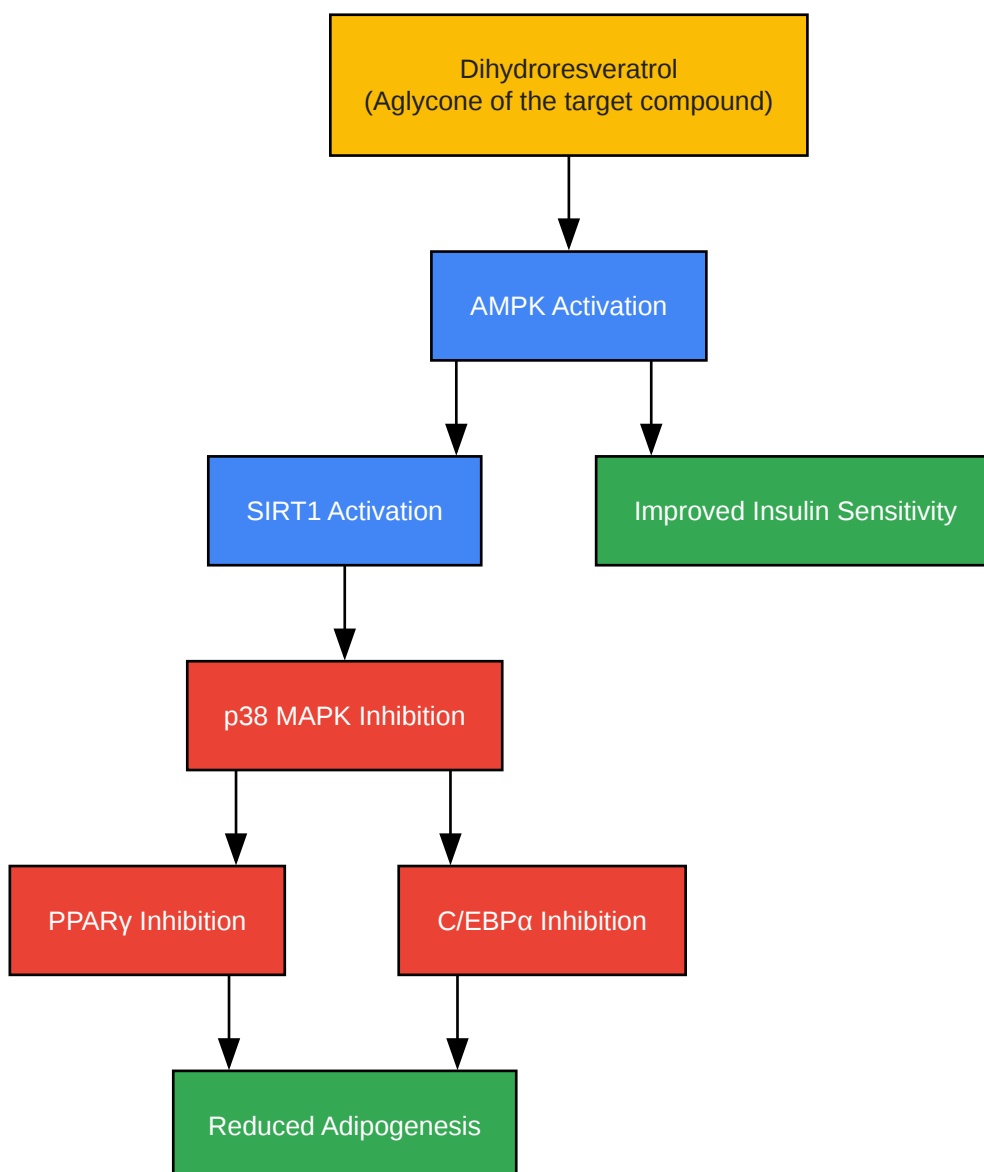 Dihydroresveratrol
(Aglycone of the target compound)
AMPK Activation
SIRT1 Activation
Improved Insulin Sensitivity
p38 MAPK Inhibition
PPARγ Inhibition
C/EBPα Inhibition
Reduced Adipogenesis